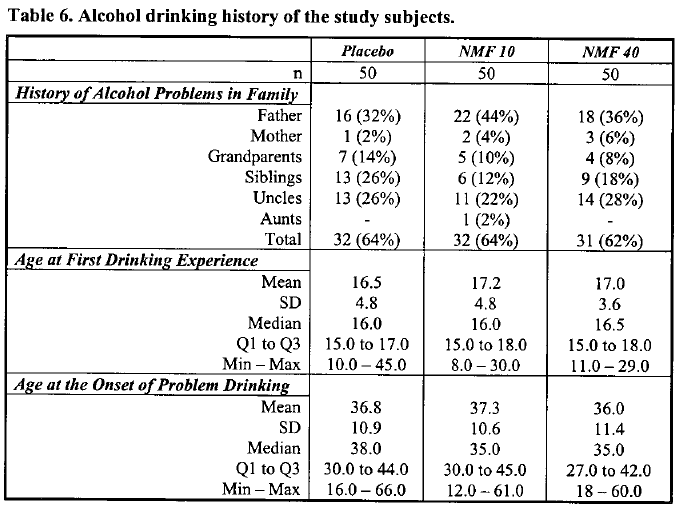 Table 6. Alcohol drinking history of the study subjects.
Placebo NMF 10 NMF 40
n 50 50 50
History of Alcohol Problems in Family
Father 16 (32%) 22 (44%) 18 (36%)
Mother 1 (2%) 2 (4%) 3 (6%)
Grandparents 7 (14%) 5 (10%) 4 (8%)
Siblings 13 (26%) 6 (12%) 9 (18%)
Uncles 13 (26%) 11 (22%) 14 (28%)
Aunts - 1 (2%) -
Total 32 (64%) 32 (64%) 31 (62%)
Age at First Drinking Experience
Mean 16.5 17.2 17.0
SD 4.8 4.8 3.6
Median 16.0 16.0 16.5
Q1 to Q3 15.0 to 17.0 15.0 to 18.0 15.0 to 18.0
Min – Max 10.0 – 45.0 8.0 – 30.0 11.0 – 29.0
Age at the Onset of Problem Drinking
Mean 36.8 37.3 36.0
SD 10.9 10.6 11.4
Median 38.0 35.0 35.0
Q1 to Q3 30.0 to 44.0 30.0 to 45.0 27.0 to 42.0
Min – Max 16.0 – 66.0 12.0 – 61.0 18 – 60.0